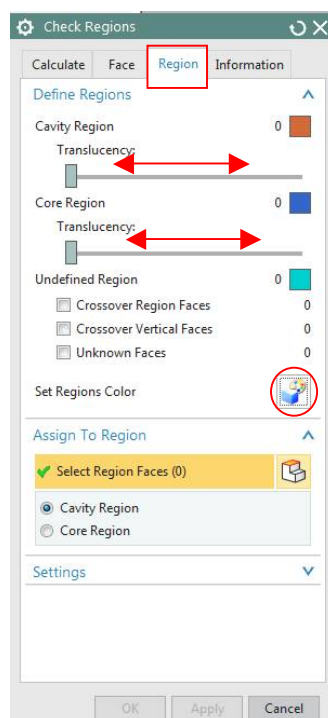 Check Regions
Calculate Face Region Information
Define Regions
Cavity Region 0
Translucency:
Core Region 0
Translucency:
Undefined Region 0
Crossover Region Faces 0
Crossover Vertical Faces 0
Unknown Faces 0
Set Regions Color
Assign To Region
Select Region Faces (0)
Cavity Region
Core Region
Settings
OK Apply Cancel